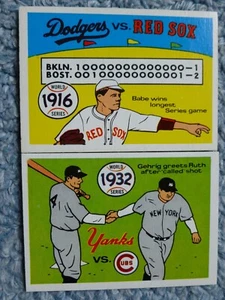 Dodgers vs. RED SOX
BKLN. 10000000000000-1
BOST. 00100000000001-2
WORLD
1916
SERIES
Babe wins
longest
Series game
RED SOX
Gehrig greets Ruth
after called shot
WORLD
1932
SERIES
4
NEW YORK
Yanks
VS.
CUBS